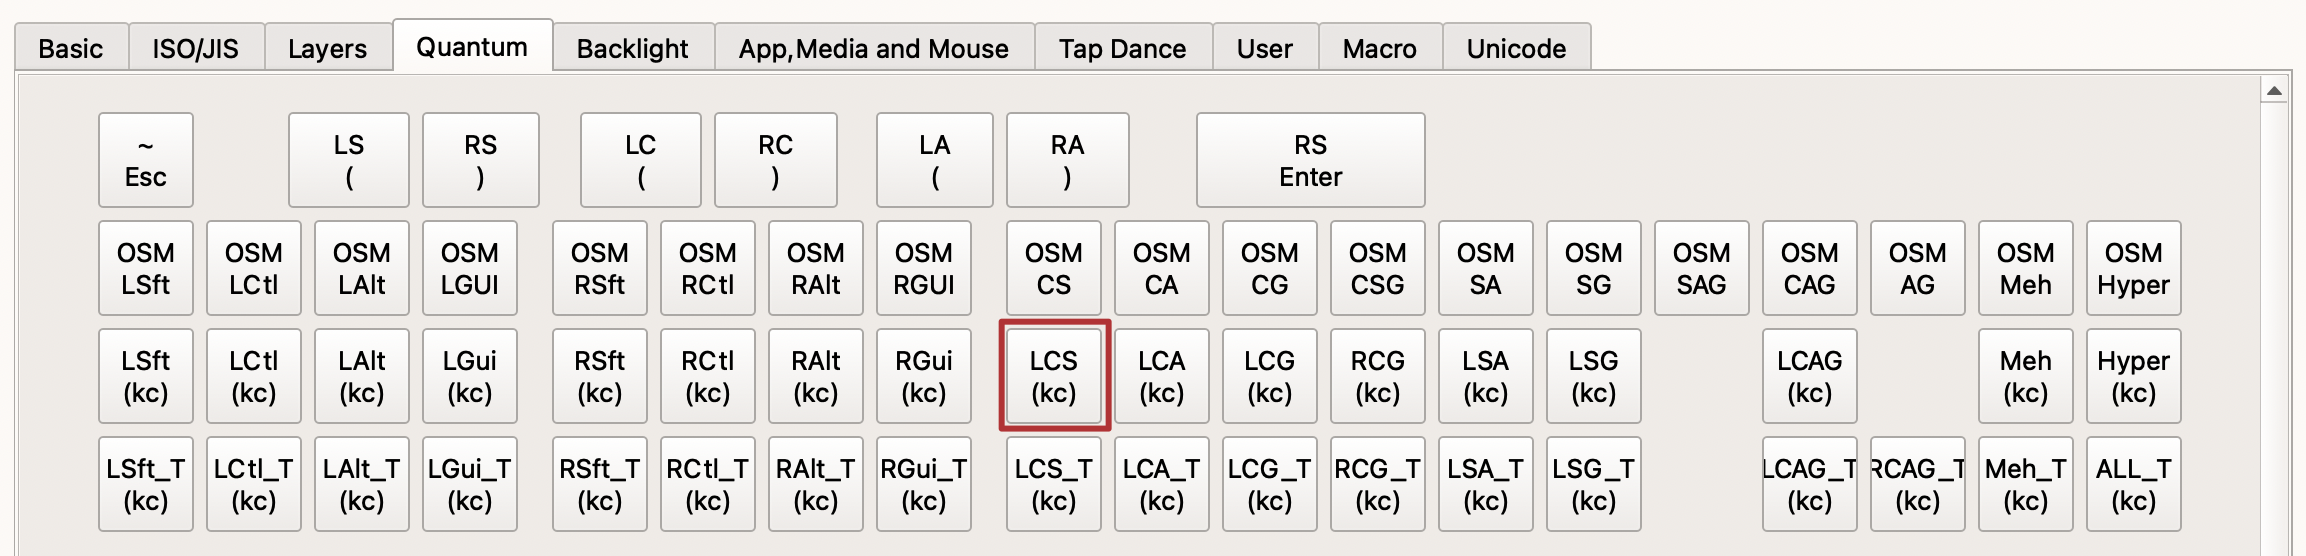 Basic ISO/JIS Layers Quantum Backlight App,Media and Mouse Tap Dance User Macro Unicode
~ LS RS LC RC LA RA RS
Esc ( ) ( ) ( ) Enter
OSM OSM OSM OSM OSM OSM OSM OSM OSM OSM OSM OSM OSM OSM OSM OSM OSM OSM OSM
LSft LCtl LAlt LGUI RSft RCtl RAlt RGUI CS CA CG CSG SA SG SAG CAG AG Meh Hyper
LSft LCtl LAlt LGui RSft RCtl RAlt RGui LCS LCA LCG RCG LSA LSG LCAG Meh Hyper
(kc) (kc) (kc) (kc) (kc) (kc) (kc) (kc) (kc) (kc) (kc) (kc) (kc) (kc) (kc) (kc) (kc)
LSft_T LCtl_T LAlt_T LGui_T RSft_T RCtl_T RAlt_T RGui_T LCS_T LCA_T LCG_T RCG_T LSA_T LSG_T LCAG_T RCAG_T Meh_T ALL_T
(kc) (kc) (kc) (kc) (kc) (kc) (kc) (kc) (kc) (kc) (kc) (kc) (kc) (kc) (kc) (kc) (kc) (kc)